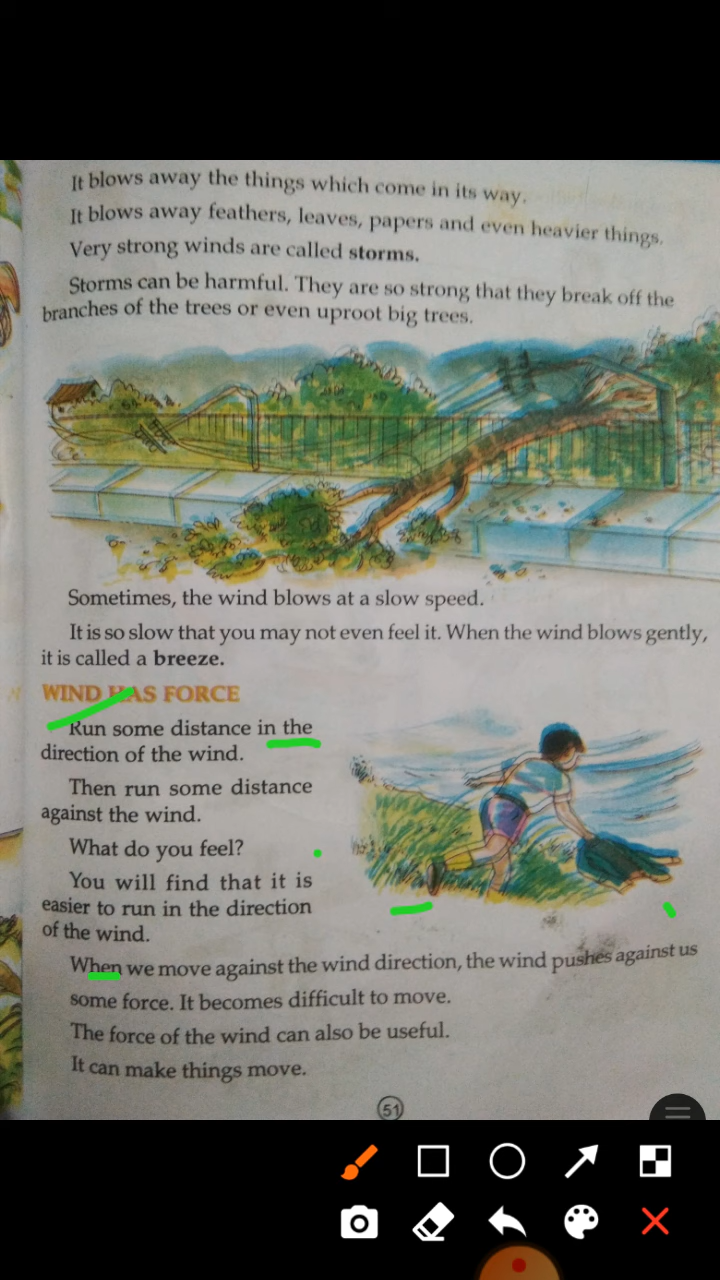 It blows away the things which come in its way.
It blows away feathers, leaves, papers and even heavier things.
Very strong winds are called storms.
Storms can be harmful. They are so strong that they break off the
branches of the trees or even uproot big trees.
Sometimes, the wind blows at a slow speed.
It is so slow that you may not even feel it. When the wind blows gently,
it is called a breeze.
WIND HAS FORCE
Run some distance in the
direction of the wind.
Then run some distance
against the wind.
What do you feel?
You will find that it is
easier to run in the direction
of the wind.
When we move against the wind direction, the wind pushes against us
some force. It becomes difficult to move.
The force of the wind can also be useful.
It can make things move.
51